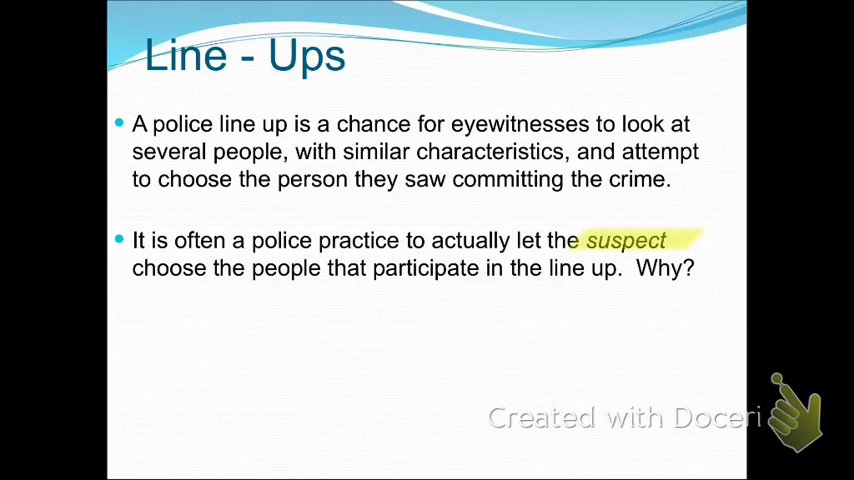 Line - Ups
A police line up is a chance for eyewitnesses to look at
several people, with similar characteristics, and attempt
to choose the person they saw committing the crime.
It is often a police practice to actually let the suspect
choose the people that participate in the line up.  Why?
Created with Doceri